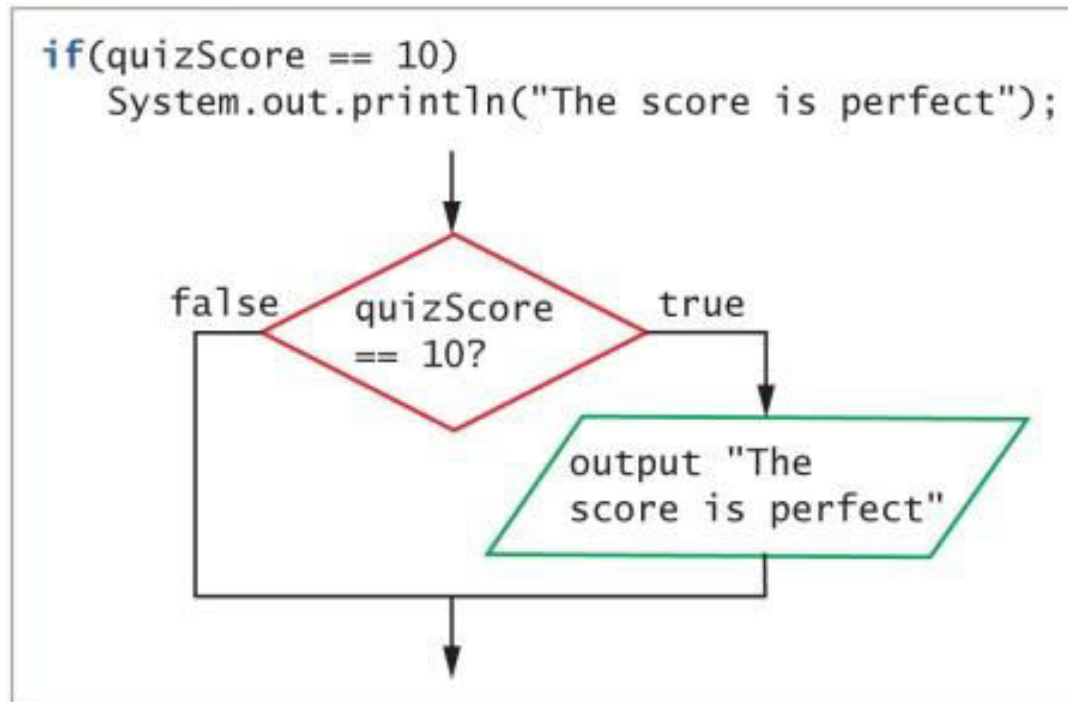 if(quizScore == 10)
System.out.println("The score is perfect");
false
quizScore
== 10?
true
output "The
score is perfect"